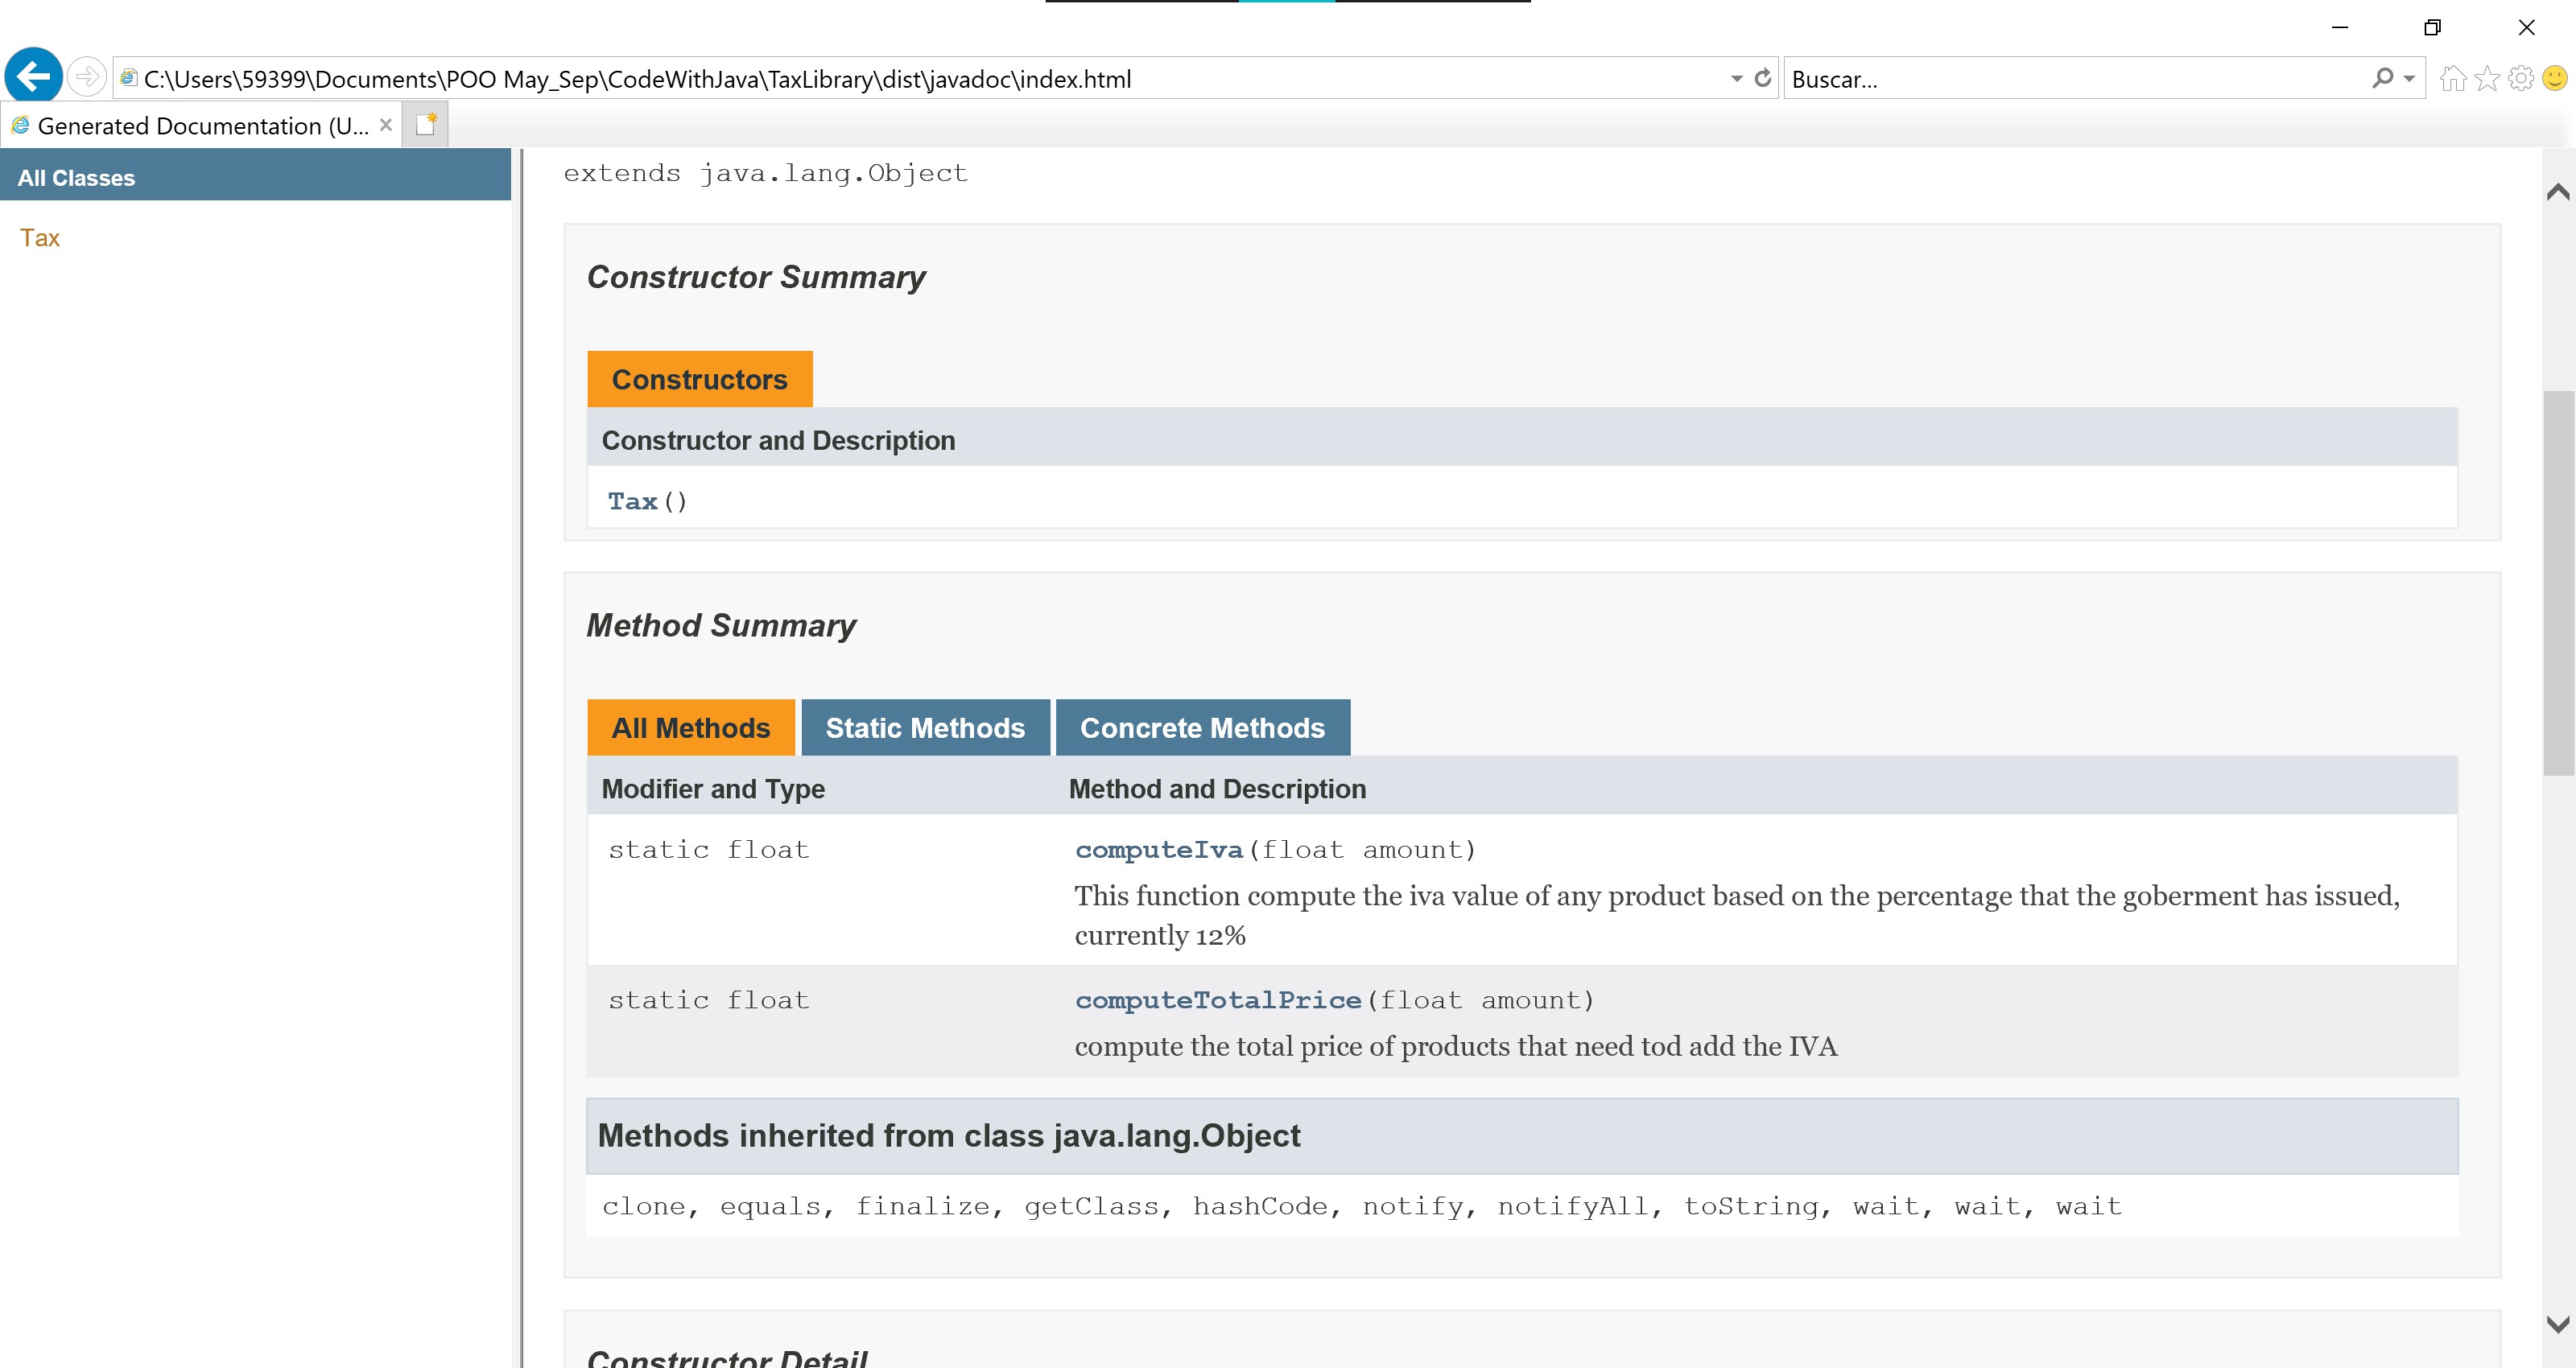 C:\Users\59399\Documents\POO May_Sep\CodeWithJava\TaxLibrary\dist\javadoc\index.html
Buscar...
Generated Documentation (U...
All Classes
Tax
extends java.lang.Object
Constructor Summary
Constructors
Constructor and Description
Tax()
Method Summary
All Methods Static Methods Concrete Methods
Modifier and Type Method and Description
static float computeIva(float amount)
This function compute the iva value of any product based on the percentage that the goberment has issued,
currently 12%
static float computeTotalPrice(float amount)
compute the total price of products that need tod add the IVA
Methods inherited from class java.lang.Object
clone, equals, finalize, getClass, hashCode, notify, notifyAll, toString, wait, wait, wait
Constructor Detail